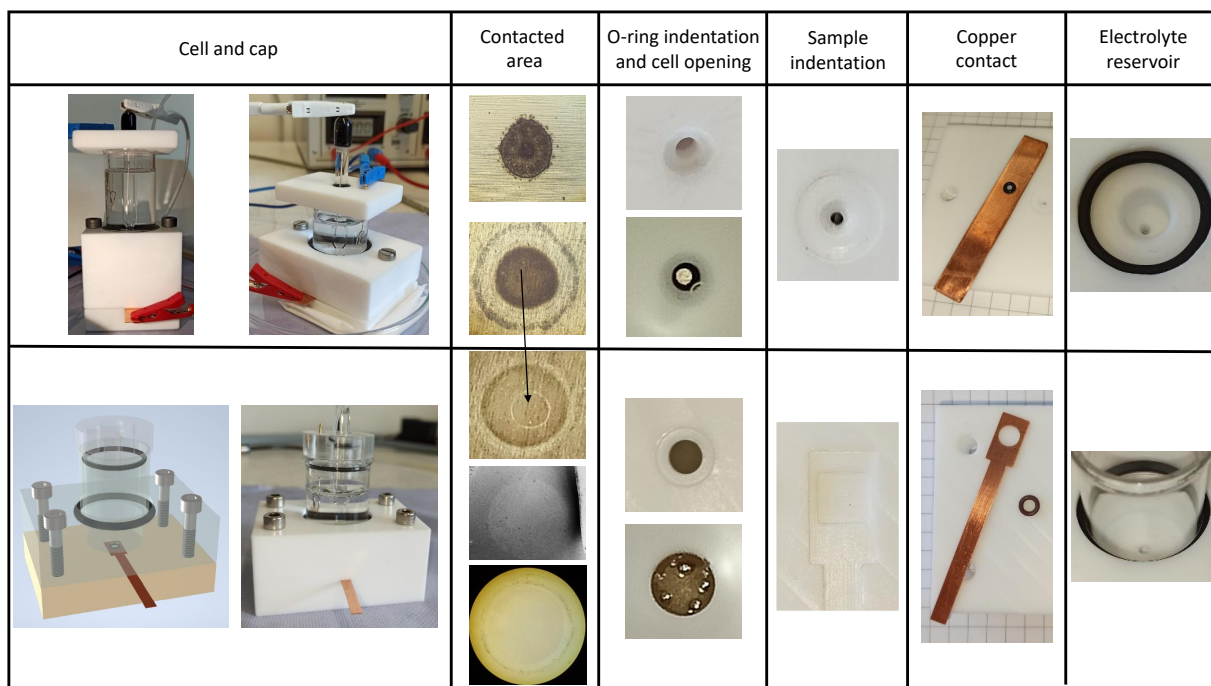 Cell and cap
Contacted
area
O-ring indentation
and cell opening
Sample
indentation
Copper
contact
Electrolyte
reservoir